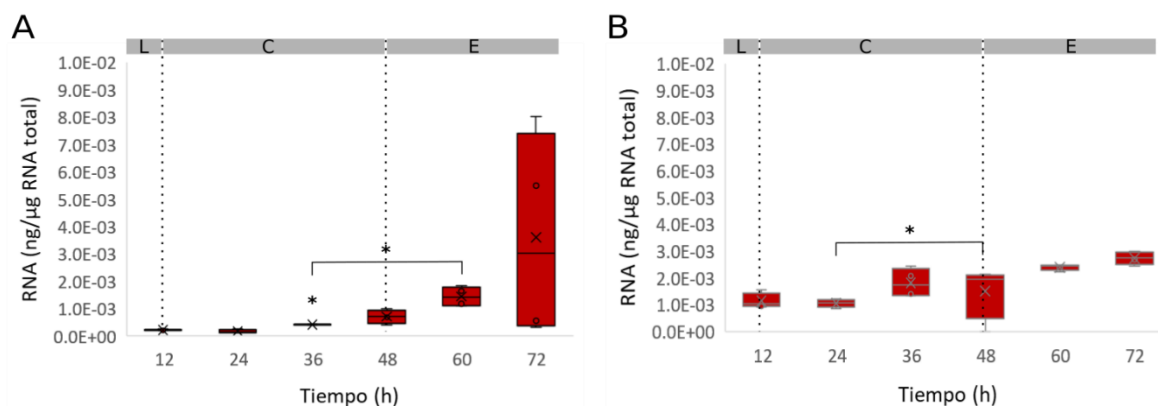 A
L C E
1.0E-02
9.0E-03
8.0E-03
7.0E-03
6.0E-03
5.0E-03
4.0E-03
3.0E-03
2.0E-03
1.0E-03
0.0E+00
RNA (ng/µg RNA total)
*
*
12 24 36 48 60 72
Tiempo (h)
B
L C E
1.0E-02
9.0E-03
8.0E-03
7.0E-03
6.0E-03
5.0E-03
4.0E-03
3.0E-03
2.0E-03
1.0E-03
0.0E+00
RNA (ng/µg RNA total)
*
12 24 36 48 60 72
Tiempo (h)